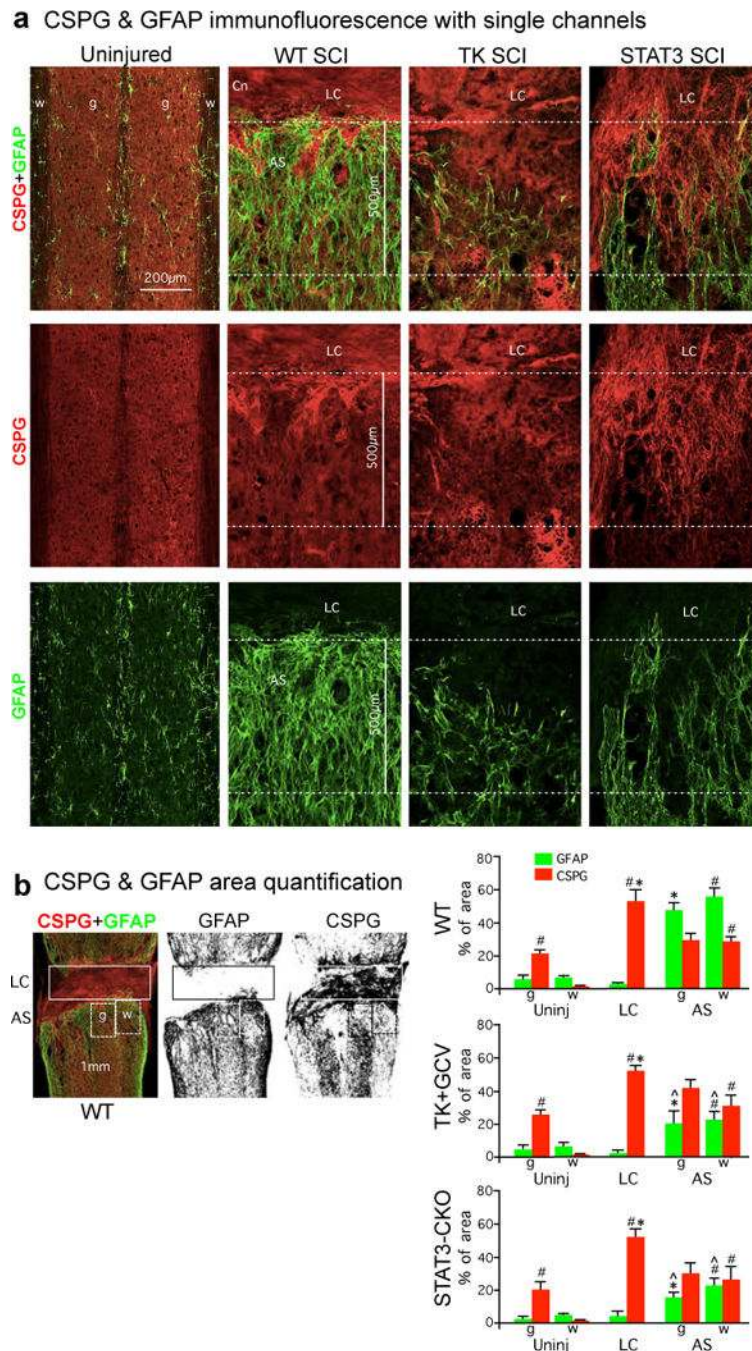 a CSPG & GFAP immunofluorescence with single channels
Uninjured WT SCI TK SCI STAT3 SCI
CSPG+GFAP
w g g w
200µm
Cn LC
AS
500µm
LC
LC
CSPG
LC
500µm
LC
LC
GFAP
LC
AS
500µm
LC
LC
b CSPG & GFAP area quantification
CSPG+GFAP GFAP CSPG
LC
AS
g w
1mm
WT
GFAP
CSPG
WT
% of area
80
60
40
20
0
# #* * # #
g w g w
Uninj LC AS
TK+GCV
% of area
80
60
40
20
0
# #* ^* ^# #
g w g w
Uninj LC AS
STAT3-CKO
% of area
80
60
40
20
0
# #* ^* ^# #
g w g w
Uninj LC AS